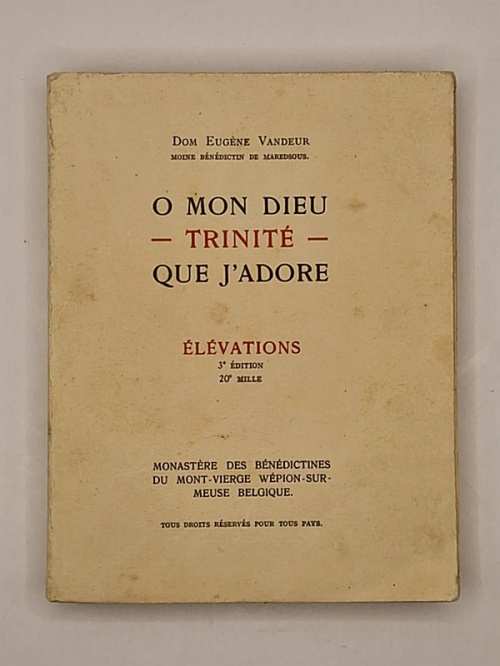 Dom Eugène Vandeur
MOINE BÉNÉDICTIN DE MAREDSOUS.
O MON DIEU
— TRINITÉ —
QUE J'ADORE
ÉLÉVATIONS
3e ÉDITION
20e MILLE
MONASTÈRE DES BÉNÉDICTINES
DU MONT-VIERGE WÉPION-SUR-
MEUSE BELGIQUE.
TOUS DROITS RÉSERVÉS POUR TOUS PAYS.